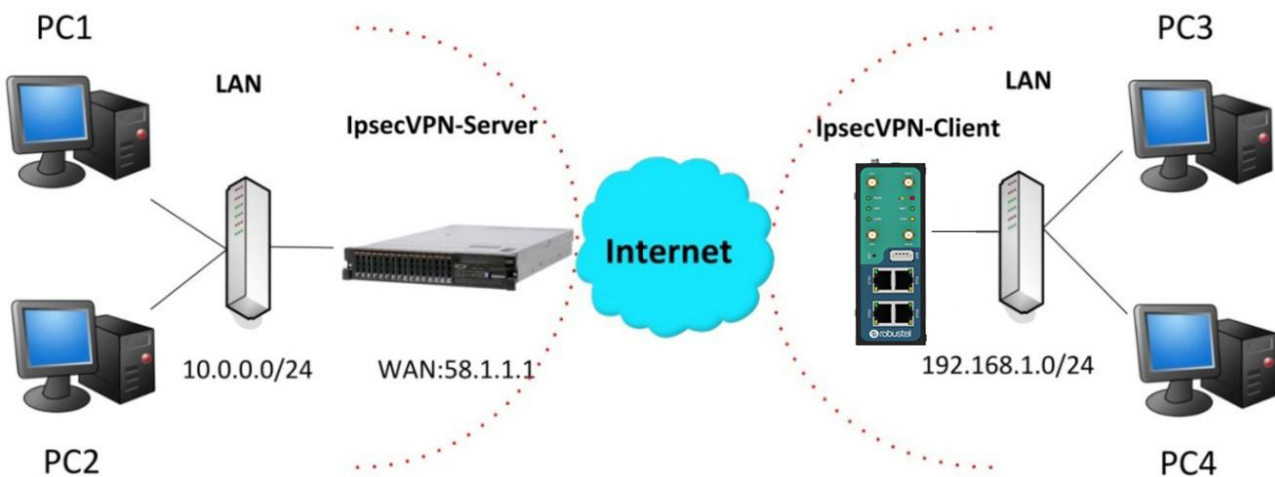 PC1
LAN
IpsecVPN-Server
Internet
10.0.0.0/24
WAN:58.1.1.1
PC2
PC3
LAN
IpsecVPN-Client
robustel
192.168.1.0/24
PC4